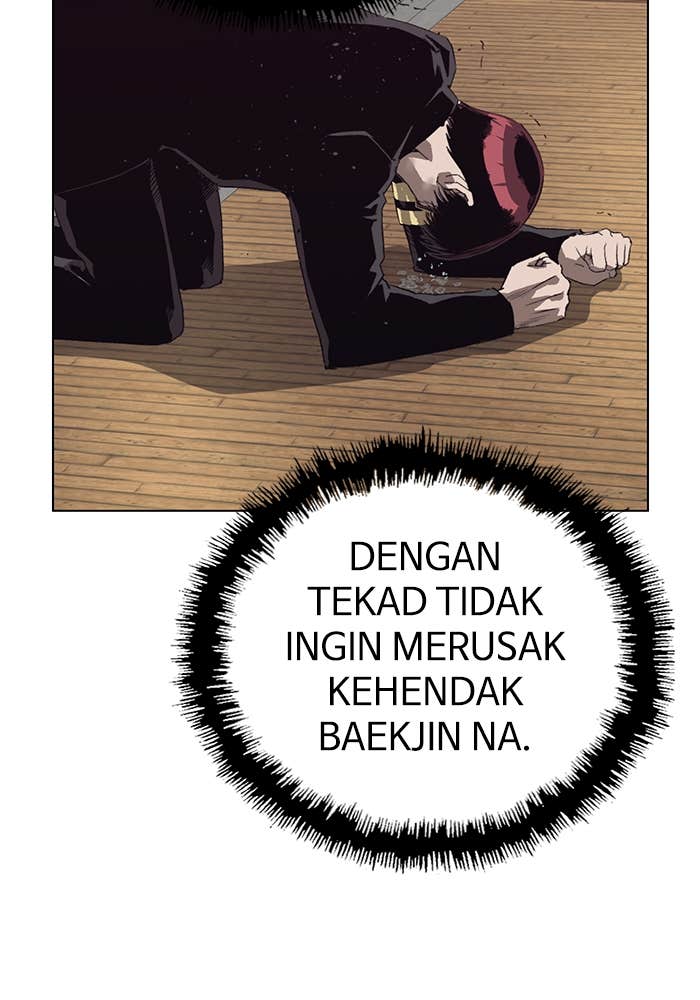 DENGAN
TEKAD TIDAK
INGIN MERUSAK
KEHENDAK
BAEKJIN NA.